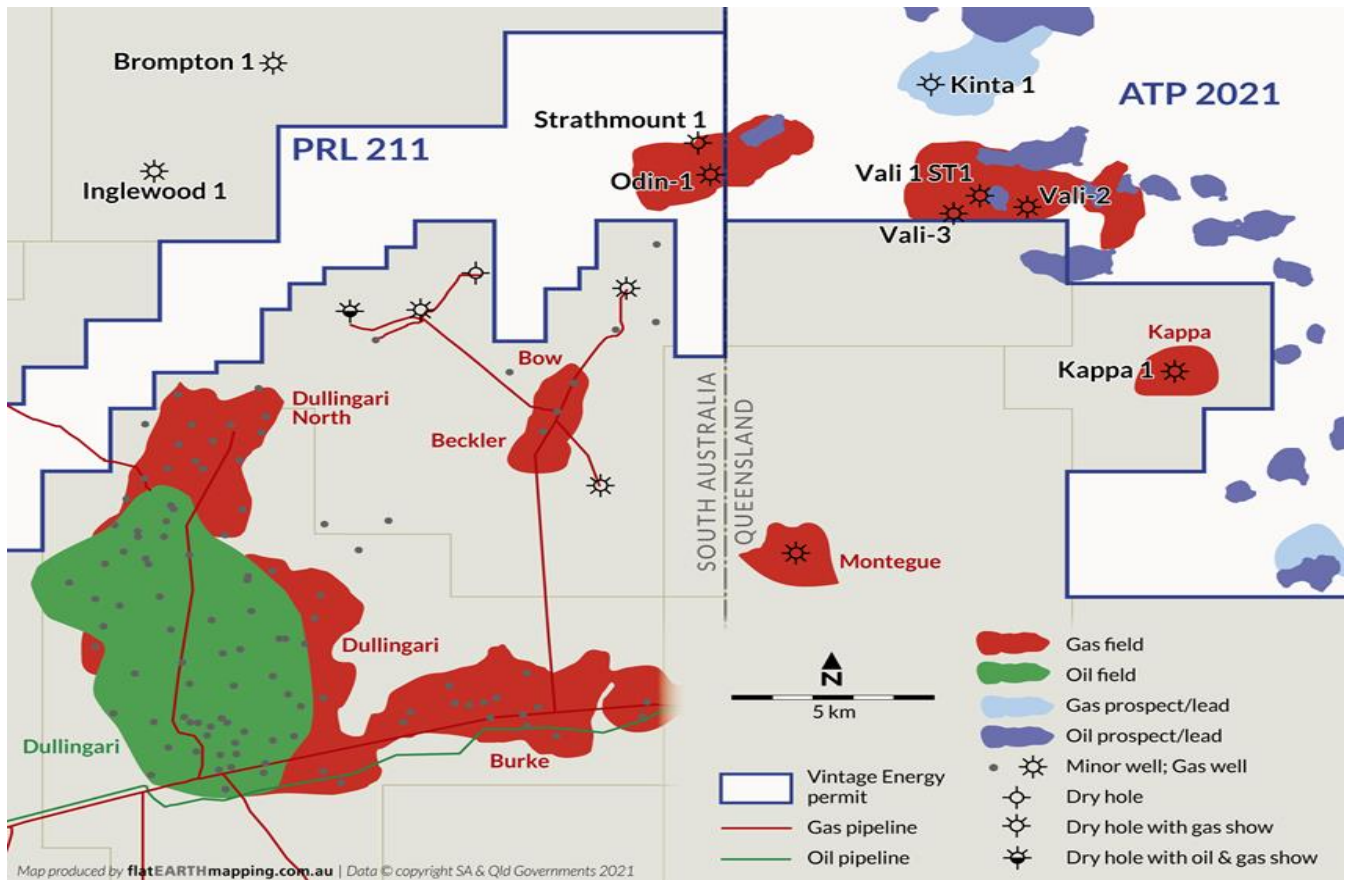 Brompton 1
Kinta 1
ATP 2021
Strathmount 1
PRL 211
Vali 1 ST1
Odin-1
Inglewood 1
Vali-2
Vali-3
Kappa
Bow
Kappa 1
SOUTH AUSTRALIA
QUEENSLAND
Dullingari
North
Beckler
Montegue
Dullingari
Dullingari
Burke
N
5 km
Gas field
Oil field
Gas prospect/lead
Oil prospect/lead
Minor well; Gas well
Dry hole
Dry hole with gas show
Dry hole with oil & gas show
Vintage Energy
permit
Gas pipeline
Oil pipeline
Map produced by flatEARTHmapping.com.au | Data © copyright SA & Qld Governments 2021